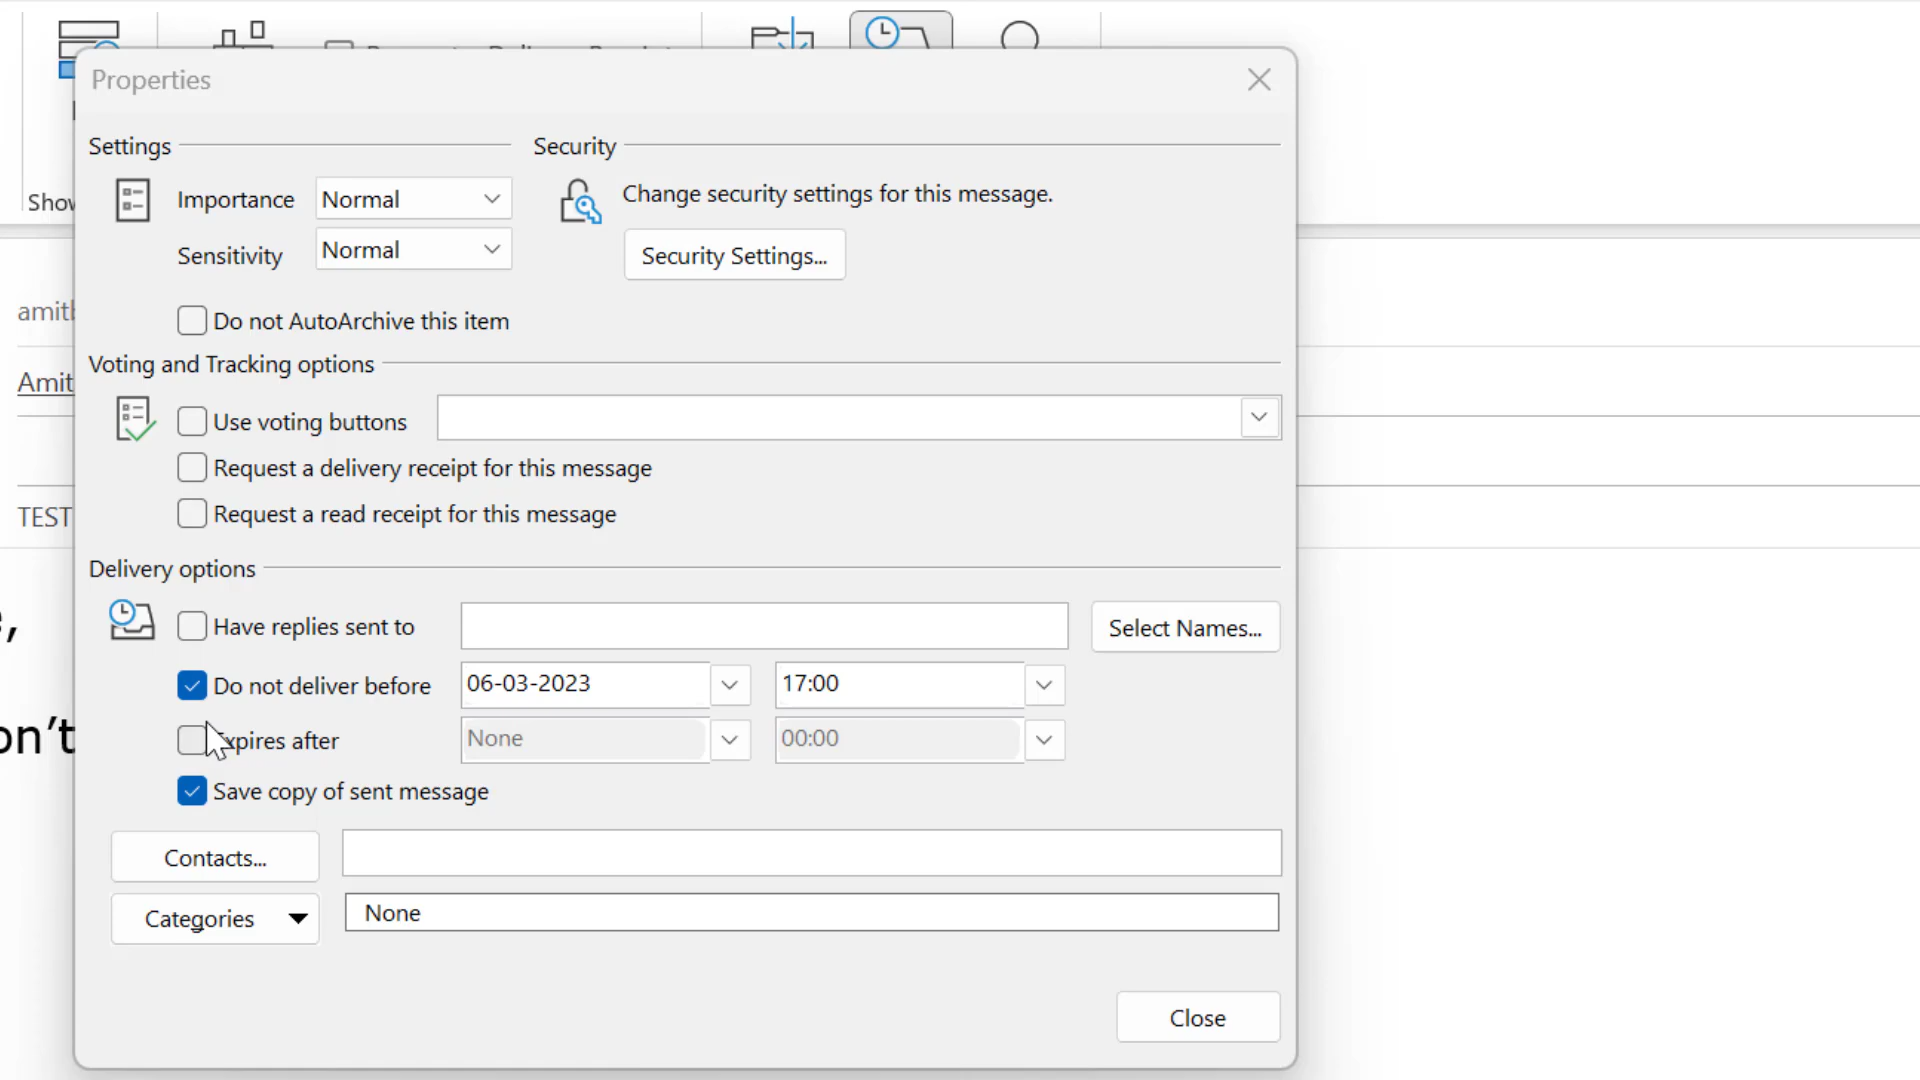 Properties
Settings
Security
Importance
Normal
Change security settings for this message.
Show
Sensitivity
Normal
Security Settings...
amitb
Do not AutoArchive this item
Voting and Tracking options
Amit
Use voting buttons
Request a delivery receipt for this message
TEST
Request a read receipt for this message
Delivery options
Have replies sent to
Select Names...
Do not deliver before
06-03-2023
17:00
on't
Expires after
None
00:00
Save copy of sent message
Contacts...
Categories
None
Close